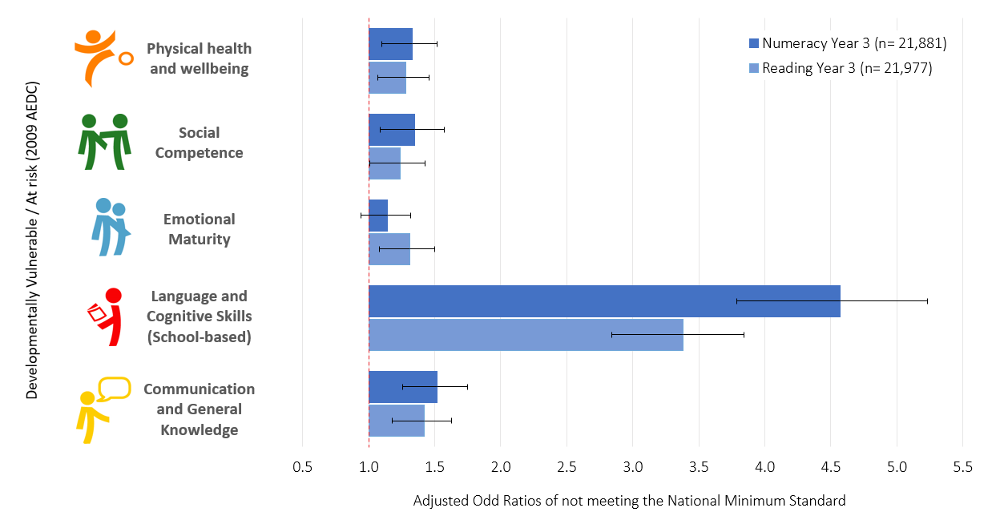 Developmentally Vulnerable / At risk (2009 AEDC)
Physical health
and wellbeing
Social
Competence
Emotional
Maturity
Language and
Cognitive Skills
(School-based)
Communication
and General
Knowledge
Numeracy Year 3 (n= 21,881)
Reading Year 3 (n= 21,977)
0.5 1.0 1.5 2.0 2.5 3.0 3.5 4.0 4.5 5.0 5.5
Adjusted Odd Ratios of not meeting the National Minimum Standard